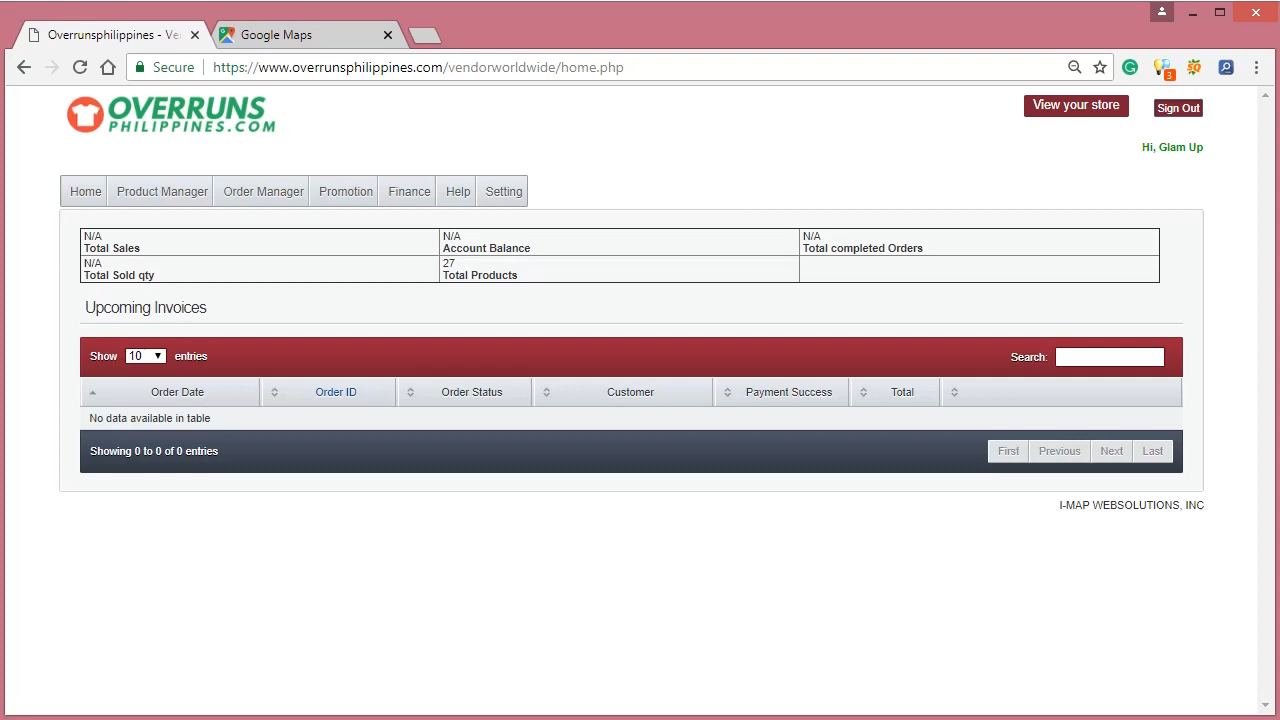 Overrunsphilippines - Ve
Google Maps
Secure https://www.overrunsphilippines.com/vendorworldwide/home.php
3
SQ
OVERRUNS
PHILIPPINES.COM
View your store
Sign Out
Hi, Glam Up
Home Product Manager Order Manager Promotion Finance Help Setting
N/A N/A N/A
Total Sales Account Balance Total completed Orders
N/A 27
Total Sold qty Total Products
Upcoming Invoices
Show 10 entries Search:
Order Date Order ID Order Status Customer Payment Success Total
No data available in table
Showing 0 to 0 of 0 entries First Previous Next Last
I-MAP WEBSOLUTIONS, INC